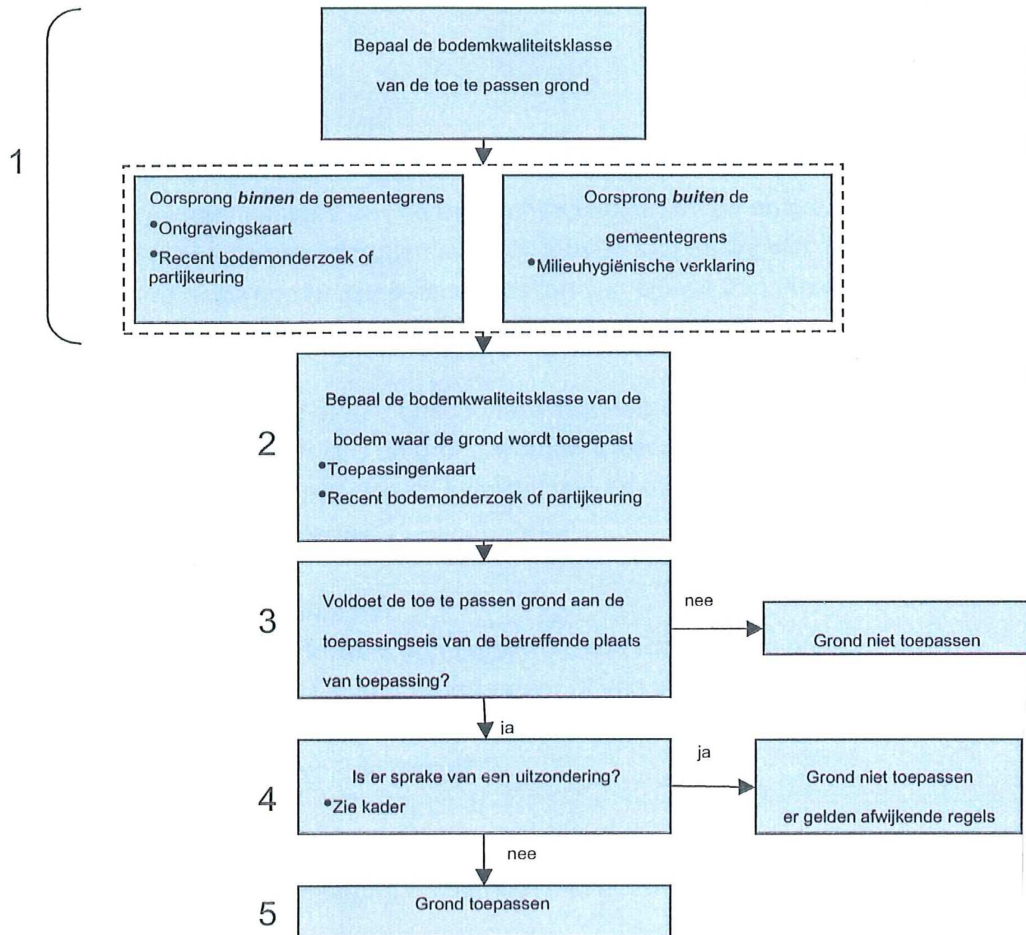 1
Bepaal de bodemkwaliteitsklasse
van de toe te passen grond
Oorsprong binnen de gemeentegrens
•Ontgravingskaart
•Recent bodemonderzoek of
partijkeuring
Oorsprong buiten de
gemeentegrens
•Milieuhygiënische verklaring
2
Bepaal de bodemkwaliteitsklasse van de
bodem waar de grond wordt toegepast
•Toepassingenkaart
•Recent bodemonderzoek of partijkeuring
3
Voldoet de toe te passen grond aan de
toepassingseis van de betreffende plaats
van toepassing?
nee
Grond niet toepassen
ja
4
Is er sprake van een uitzondering?
•Zie kader
ja
Grond niet toepassen
er gelden afwijkende regels
nee
5
Grond toepassen